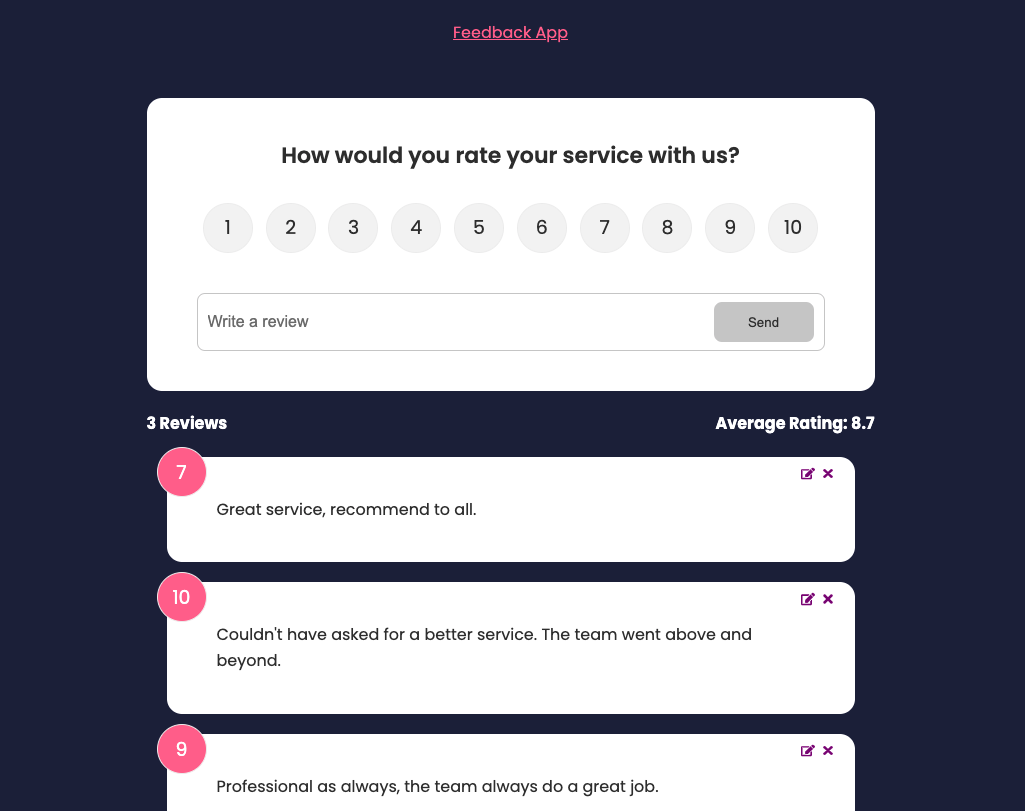 Feedback App
How would you rate your service with us?
1 2 3 4 5 6 7 8 9 10
Write a review
Send
3 Reviews
Average Rating: 8.7
7
Great service, recommend to all.
10
Couldn't have asked for a better service. The team went above and
beyond.
9
Professional as always, the team always do a great job.